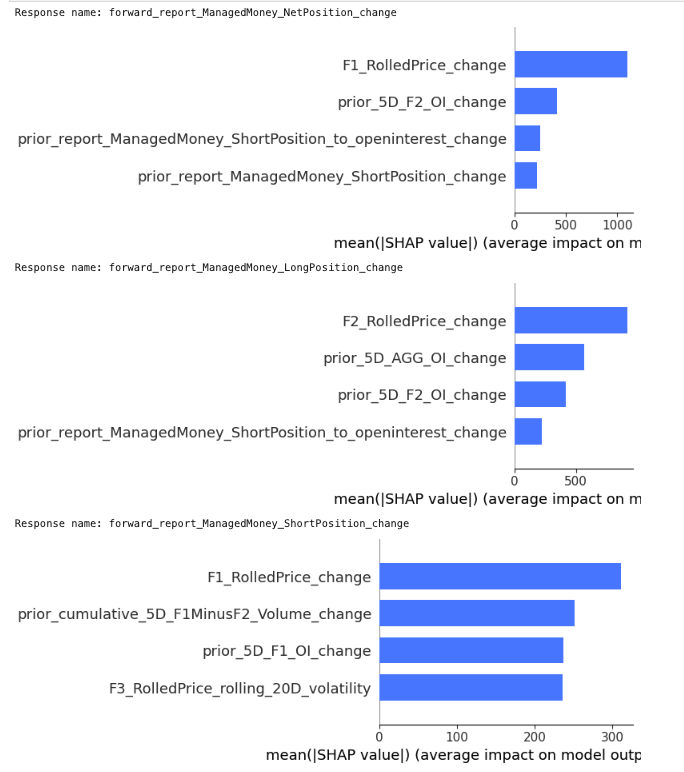 Response name: forward_report_ManagedMoney_NetPosition_change
F1_RolledPrice_change
prior_5D_F2_OI_change
prior_report_ManagedMoney_ShortPosition_to_openinterest_change
prior_report_ManagedMoney_ShortPosition_change
0 500 1000
mean(|SHAP value|) (average impact on m
Response name: forward_report_ManagedMoney_LongPosition_change
F2_RolledPrice_change
prior_5D_AGG_OI_change
prior_5D_F2_OI_change
prior_report_ManagedMoney_ShortPosition_to_openinterest_change
0 500
mean(|SHAP value|) (average impact on m
Response name: forward_report_ManagedMoney_ShortPosition_change
F1_RolledPrice_change
prior_cumulative_5D_F1MinusF2_Volume_change
prior_5D_F1_OI_change
F3_RolledPrice_rolling_20D_volatility
0 100 200 300
mean(|SHAP value|) (average impact on model outp